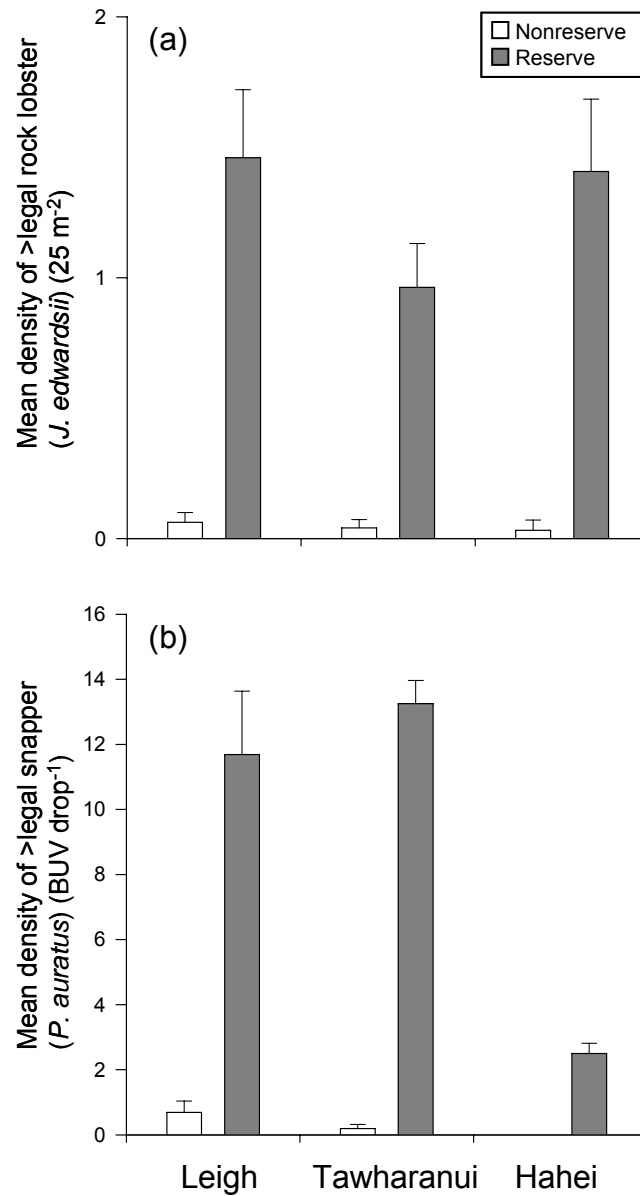 (a)
Nonreserve
Reserve
Mean density of >legal rock lobster
(J. edwardsii) (25 m-2)
2
1
0
(b)
Mean density of >legal snapper
(P. auratus) (BUV drop-1)
16
14
12
10
8
6
4
2
0
Leigh Tawharanui Hahei